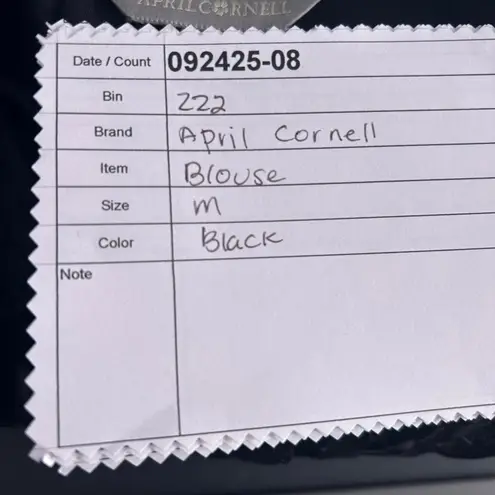 APRIL CORNELL
Date / Count 092425-08
Bin 222
Brand April Cornell
Item Blouse
Size M
Color Black
Note